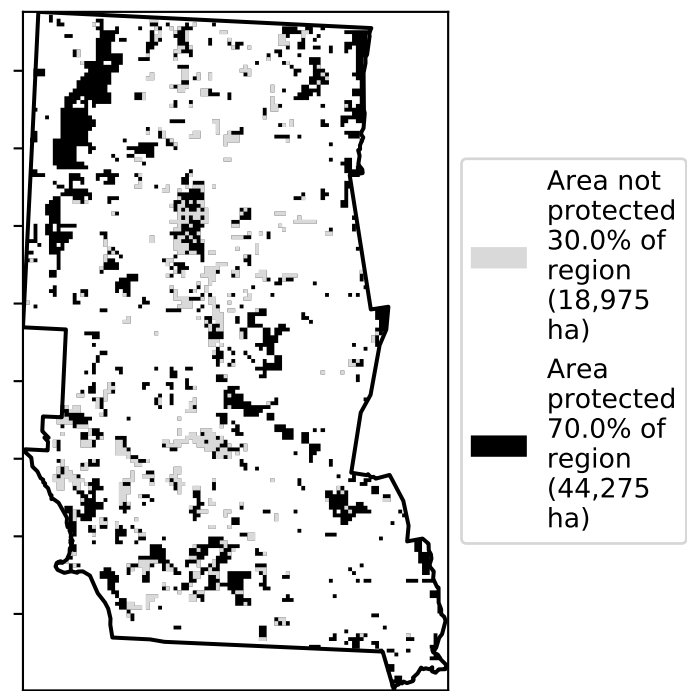 Area not
protected
30.0% of
region
(18,975
ha)
Area
protected
70.0% of
region
(44,275
ha)